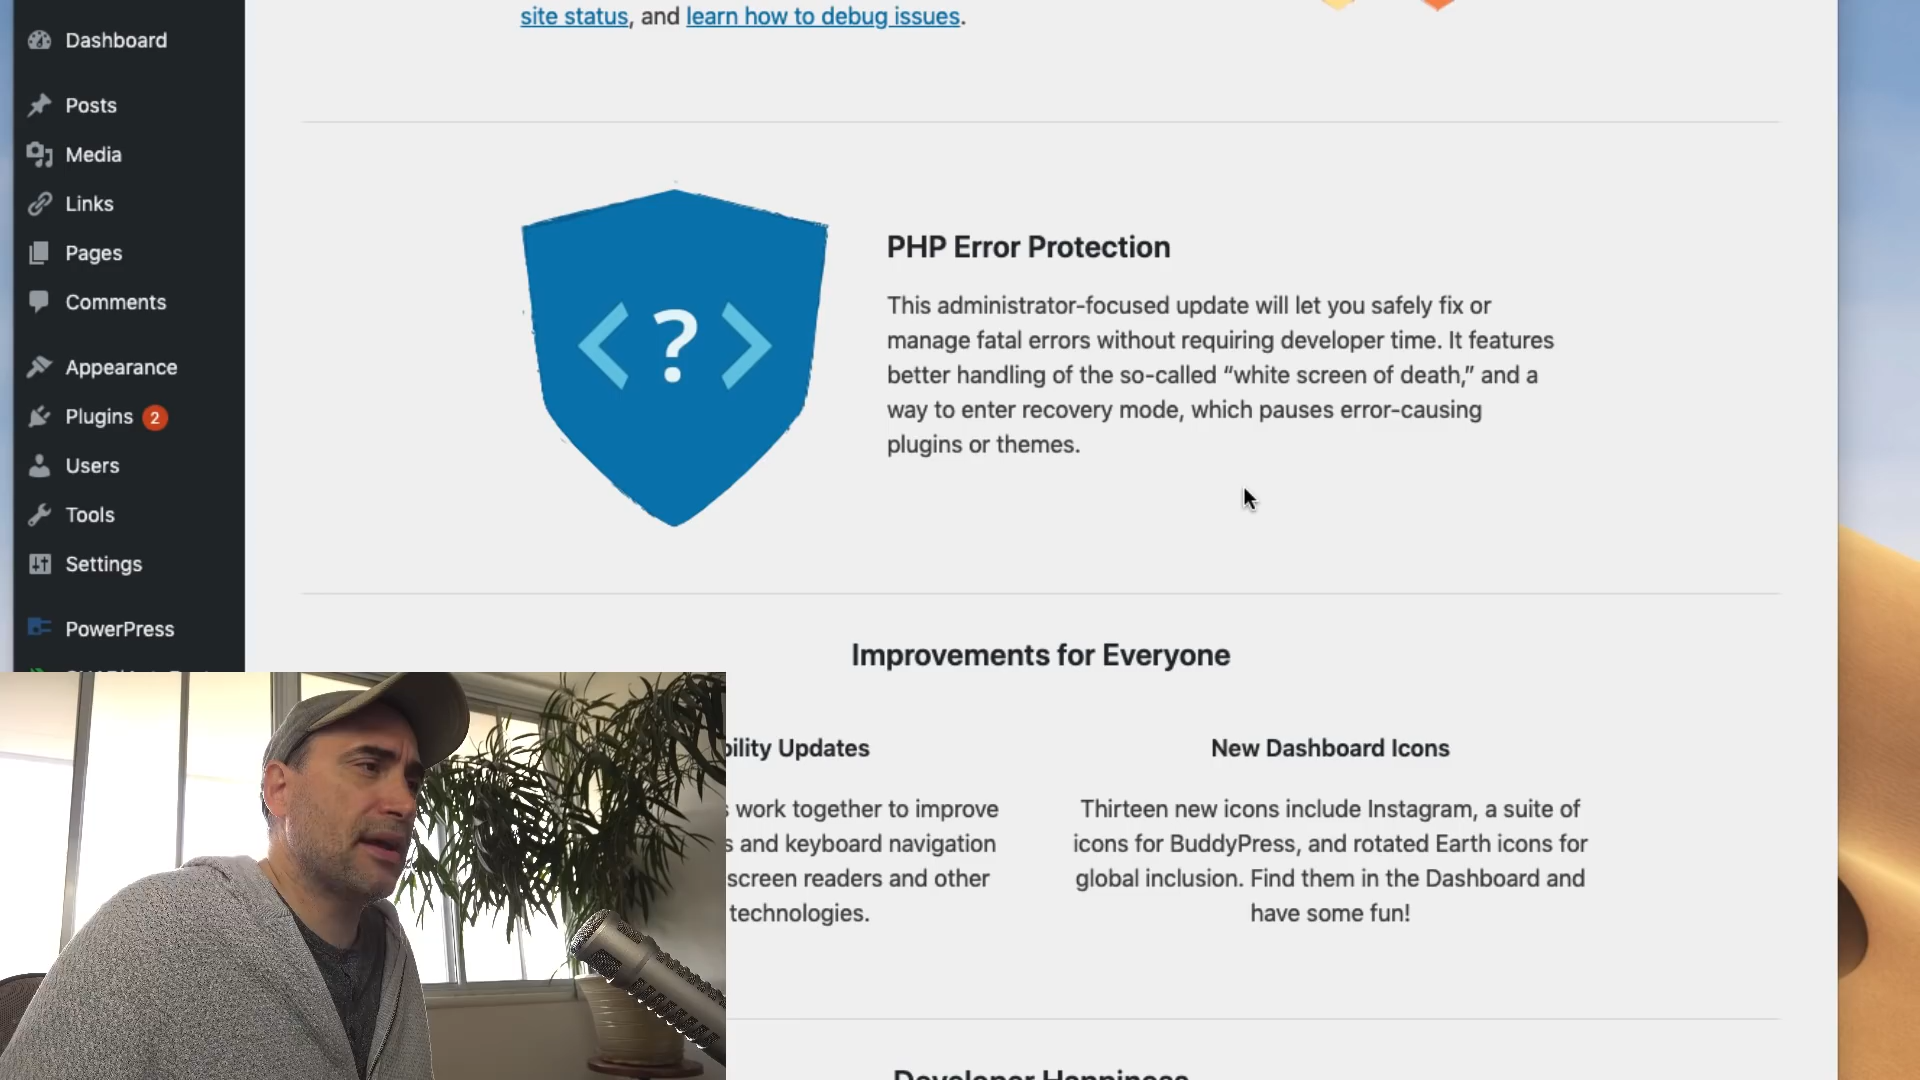 site status, and learn how to debug issues.
Dashboard
Posts
Media
Links
Pages
Comments
Appearance
Plugins 2
Users
Tools
Settings
PowerPress
<?>
PHP Error Protection
This administrator-focused update will let you safely fix or
manage fatal errors without requiring developer time. It features
better handling of the so-called “white screen of death,” and a
way to enter recovery mode, which pauses error-causing
plugins or themes.
Improvements for Everyone
bility Updates
work together to improve
s and keyboard navigation
screen readers and other
technologies.
New Dashboard Icons
Thirteen new icons include Instagram, a suite of
icons for BuddyPress, and rotated Earth icons for
global inclusion. Find them in the Dashboard and
have some fun!
Developer Happiness